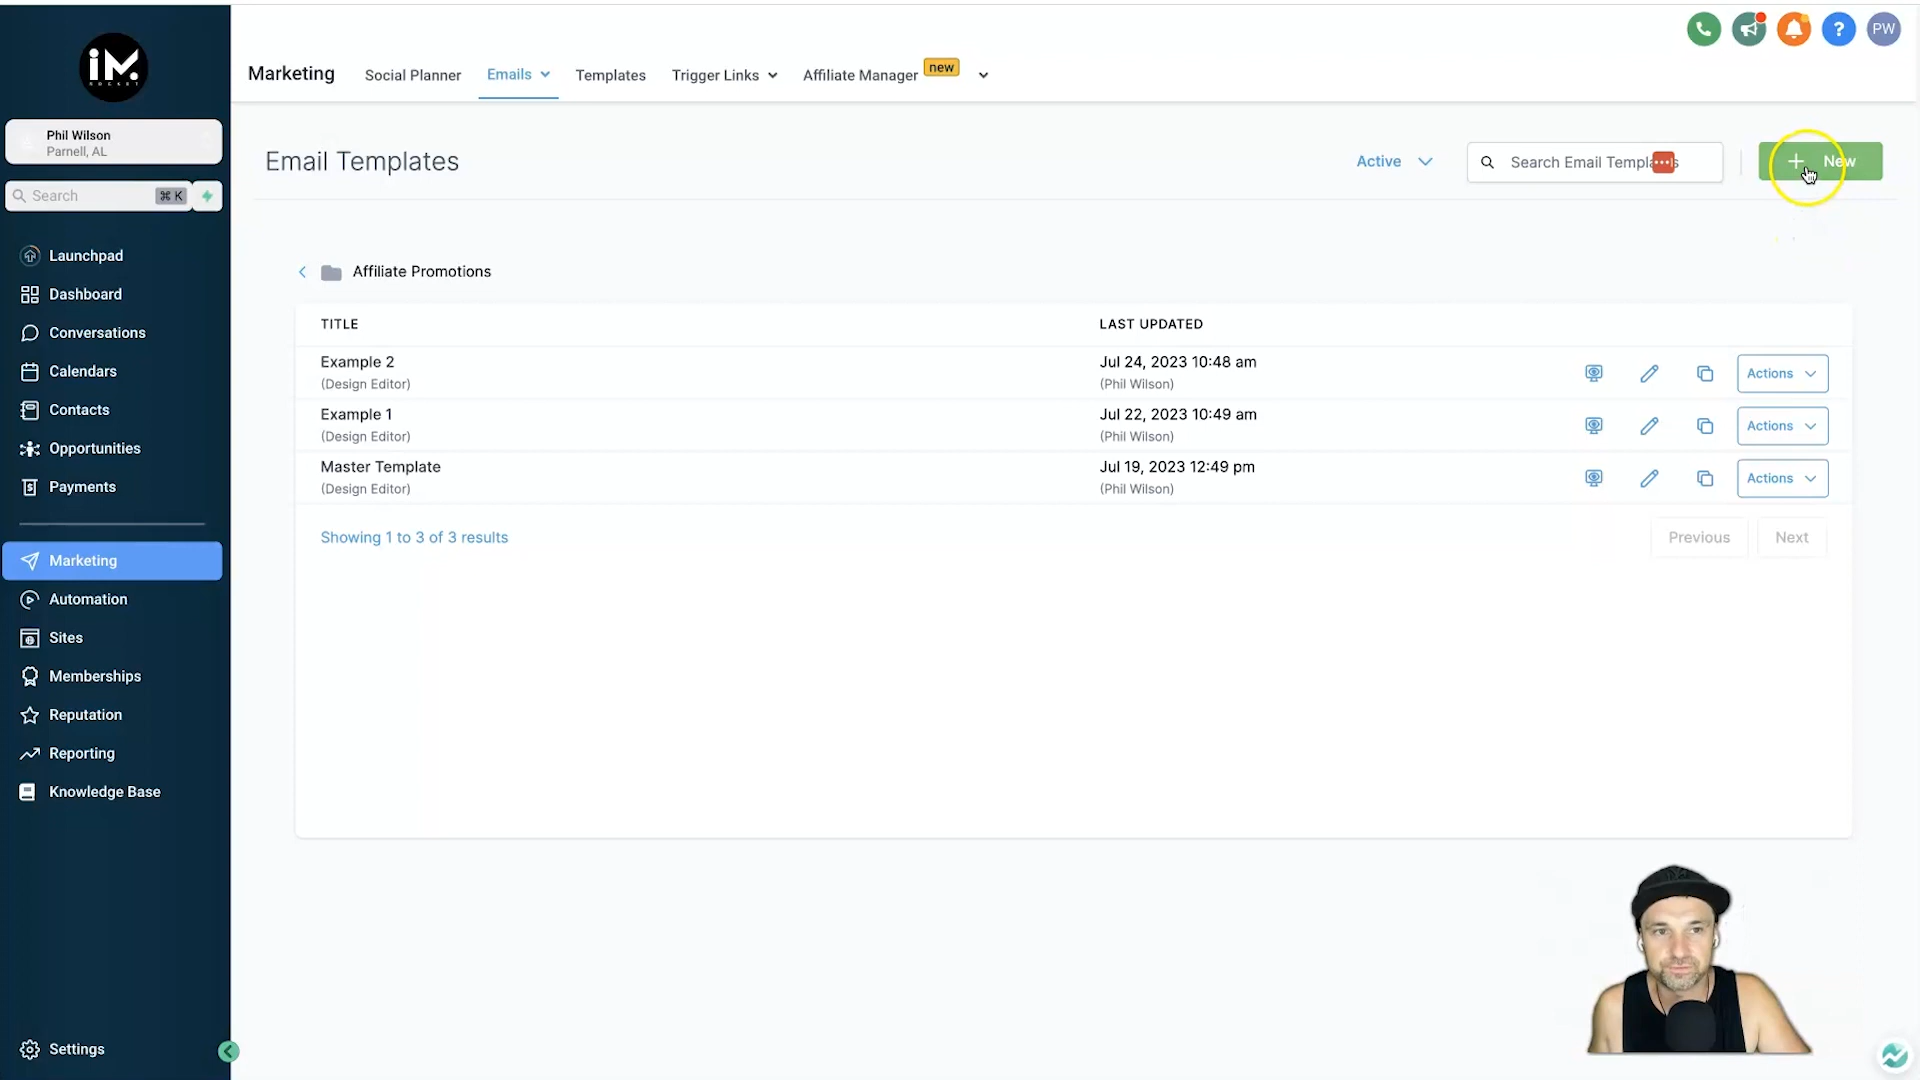 iM
ROCKET
Phil Wilson
Parnell, AL
Search ⌘ K
Launchpad
Dashboard
Conversations
Calendars
Contacts
Opportunities
Payments
Marketing
Automation
Sites
Memberships
Reputation
Reporting
Knowledge Base
Settings
Marketing Social Planner Emails Templates Trigger Links Affiliate Manager new
? PW
Email Templates Active Search Email Templates + New
Affiliate Promotions
TITLE LAST UPDATED
Example 2 Jul 24, 2023 10:48 am
(Design Editor) (Phil Wilson) Actions
Example 1 Jul 22, 2023 10:49 am
(Design Editor) (Phil Wilson) Actions
Master Template Jul 19, 2023 12:49 pm
(Design Editor) (Phil Wilson) Actions
Showing 1 to 3 of 3 results Previous Next